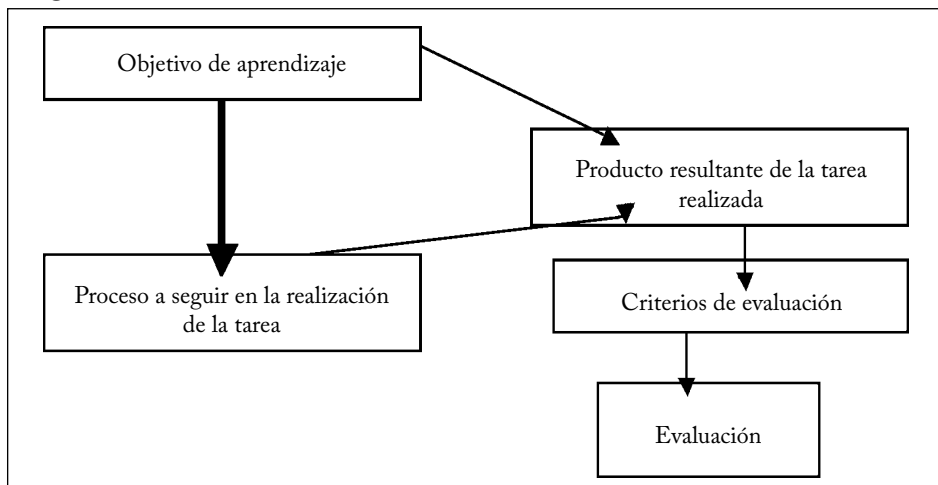 Objetivo de aprendizaje
Producto resultante de la tarea
realizada
Proceso a seguir en la realización
de la tarea
Criterios de evaluación
Evaluación